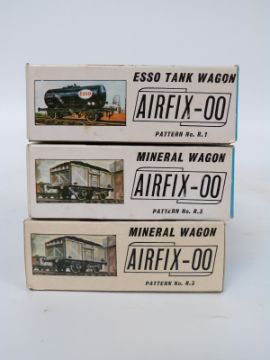 ESSO TANK WAGON
ESSO
AIRFIX-00
PATTERN No. R.1
MINERAL WAGON
AIRFIX-00
PATTERN No. R.3
MINERAL WAGON
AIRFIX-00
PATTERN No. R.3